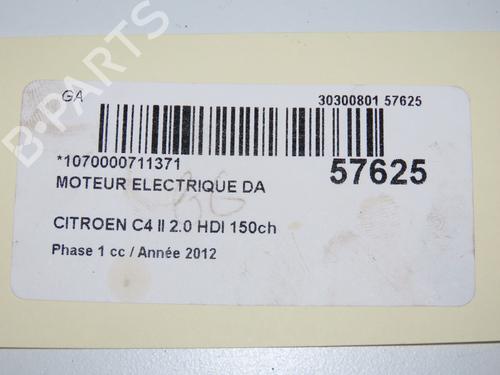 B-PARTS
GA
30300801 57625
*1070000711371
57625
MOTEUR ELECTRIQUE DA
CITROEN C4 II 2.0 HDI 150ch
Phase 1 cc / Année 2012